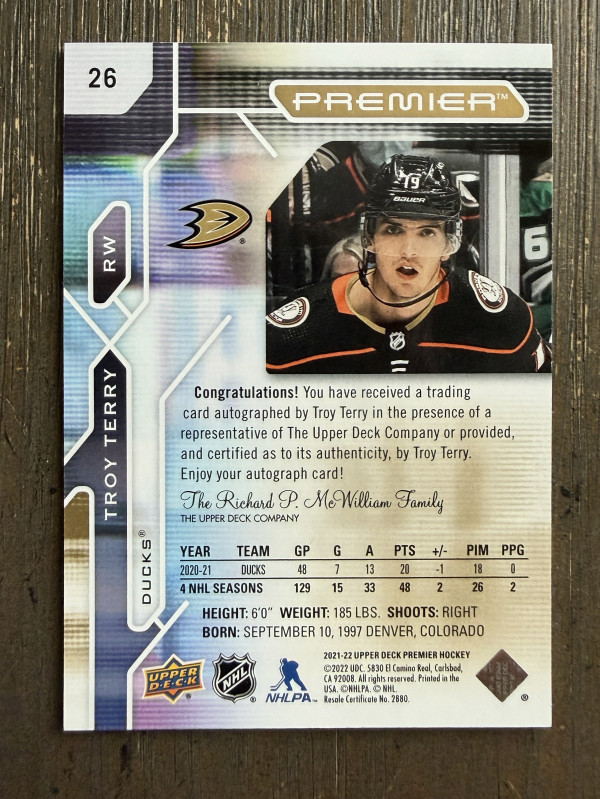 26
PREMIER™
19
BAUER
6
RW
TROY TERRY
DUCKS®
®
Congratulations! You have received a trading
card autographed by Troy Terry in the presence of a
representative of The Upper Deck Company or provided,
and certified as to its authenticity, by Troy Terry.
Enjoy your autograph card!
The Richard P. McWilliam Family
THE UPPER DECK COMPANY
YEAR TEAM GP G A PTS +/- PIM PPG
2020-21 DUCKS 48 7 13 20 -1 18 0
4 NHL SEASONS 129 15 33 48 2 26 2
HEIGHT: 6'0" WEIGHT: 185 LBS. SHOOTS: RIGHT
BORN: SEPTEMBER 10, 1997 DENVER, COLORADO
UPPER DECK
NHL
®
NHLPA
2021-22 UPPER DECK PREMIER HOCKEY
©2022 UDC. 5830 El Camino Real, Carlsbad,
CA 92008. All rights reserved. Printed in the
USA. ©NHLPA. © NHL.
Resale Certificate No. 2880.
®